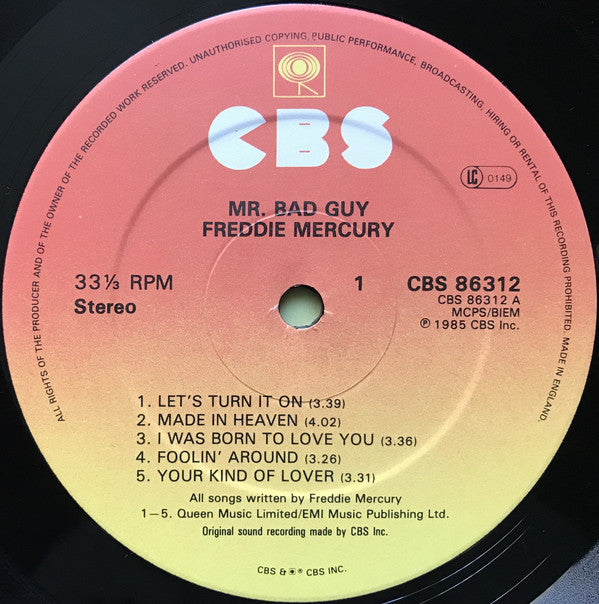 ALL RIGHTS OF THE PRODUCER AND OF THE OWNER OF THE RECORDED WORK RESERVED. UNAUTHORISED COPYING, PUBLIC PERFORMANCE, BROADCASTING, HIRING OR RENTAL OF THIS RECORDING PROHIBITED. MADE IN ENGLAND.
CBS
LC 0149
MR. BAD GUY
FREDDIE MERCURY
33⅓ RPM 1 CBS 86312
Stereo CBS 86312 A
MCPS/BIEM
℗ 1985 CBS Inc.
1. LET'S TURN IT ON (3.39)
2. MADE IN HEAVEN (4.02)
3. I WAS BORN TO LOVE YOU (3.36)
4. FOOLIN' AROUND (3.26)
5. YOUR KIND OF LOVER (3.31)
All songs written by Freddie Mercury
1—5. Queen Music Limited/EMI Music Publishing Ltd.
Original sound recording made by CBS Inc.
CBS & ® CBS INC.